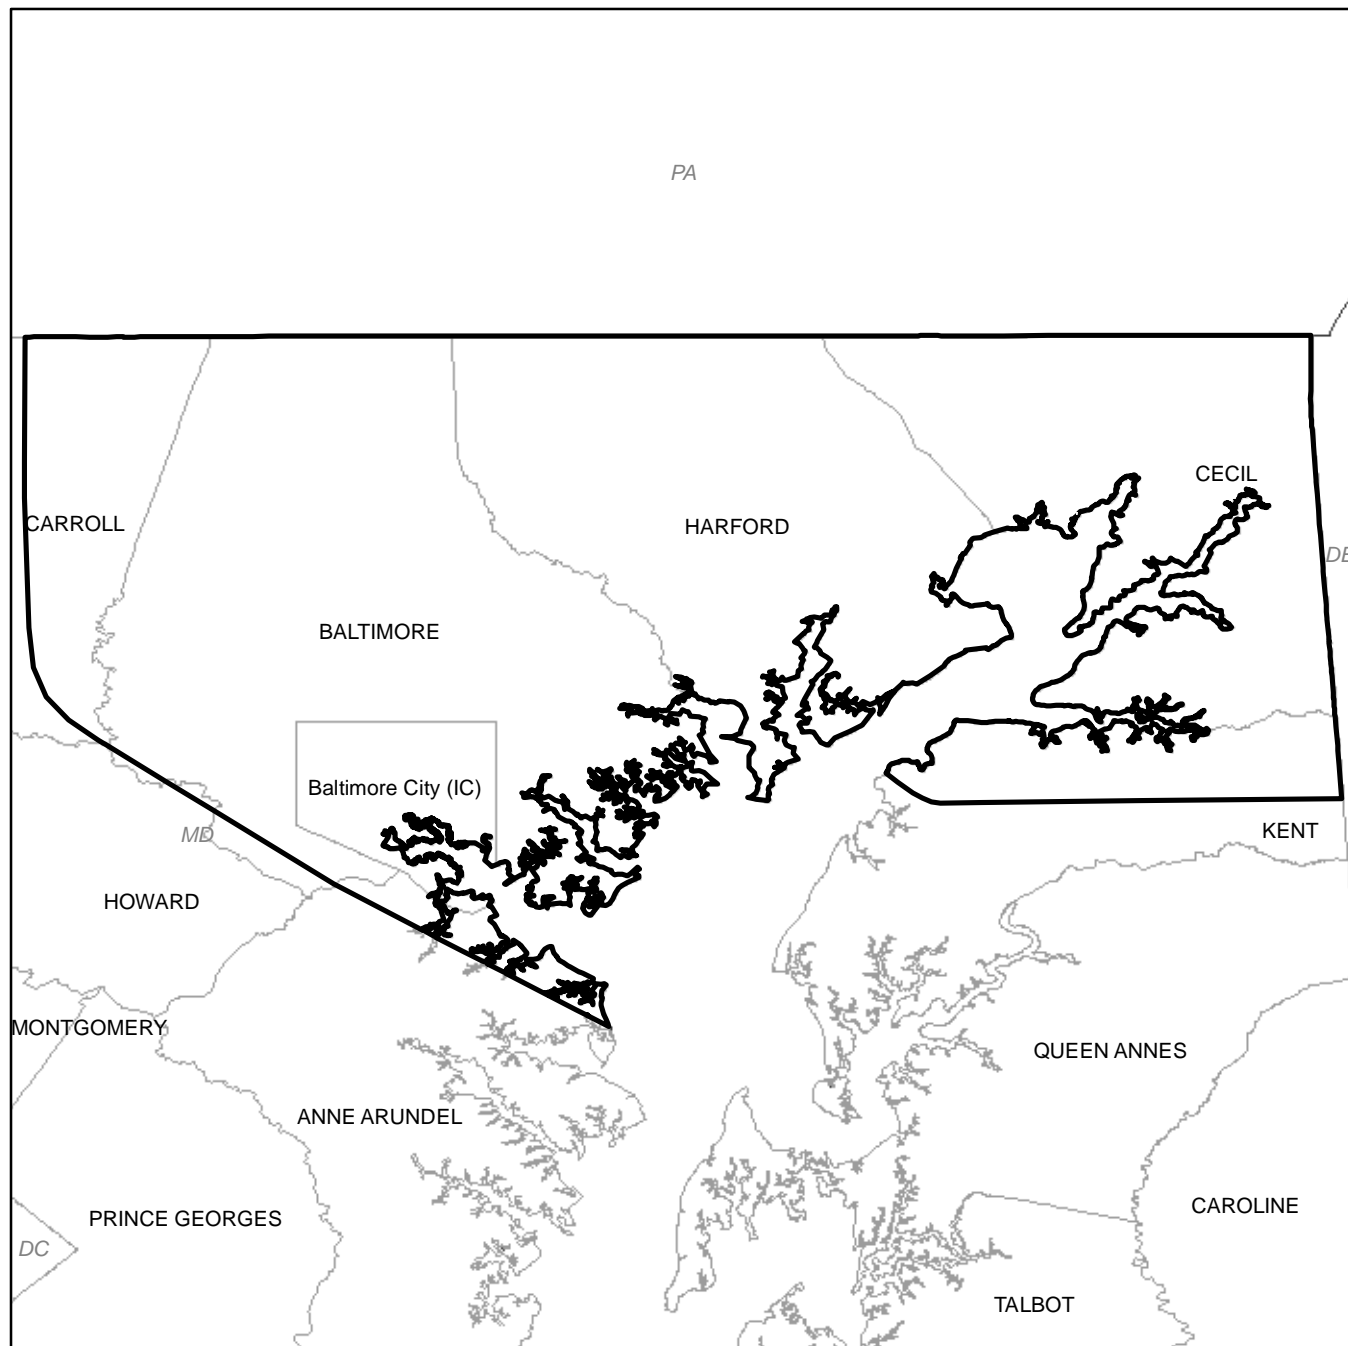 PA
CECIL
CARROLL
HARFORD
DE
BALTIMORE
Baltimore City (IC)
MD
KENT
HOWARD
MONTGOMERY
QUEEN ANNES
ANNE ARUNDEL
CAROLINE
PRINCE GEORGES
DC
TALBOT